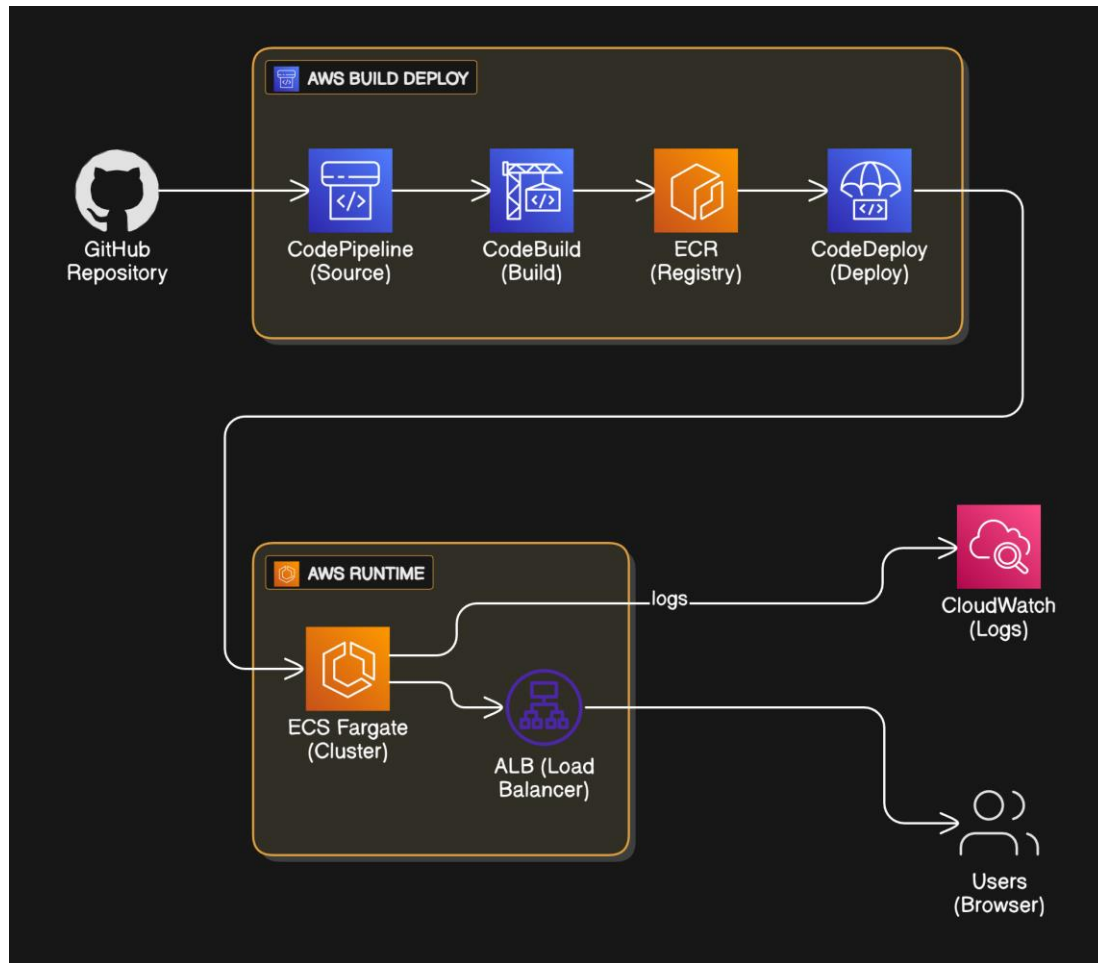 AWS BUILD DEPLOY
GitHub
Repository
CodePipeline
(Source)
CodeBuild
(Build)
ECR
(Registry)
CodeDeploy
(Deploy)
AWS RUNTIME
logs
CloudWatch
(Logs)
ECS Fargate
(Cluster)
ALB (Load
Balancer)
Users
(Browser)